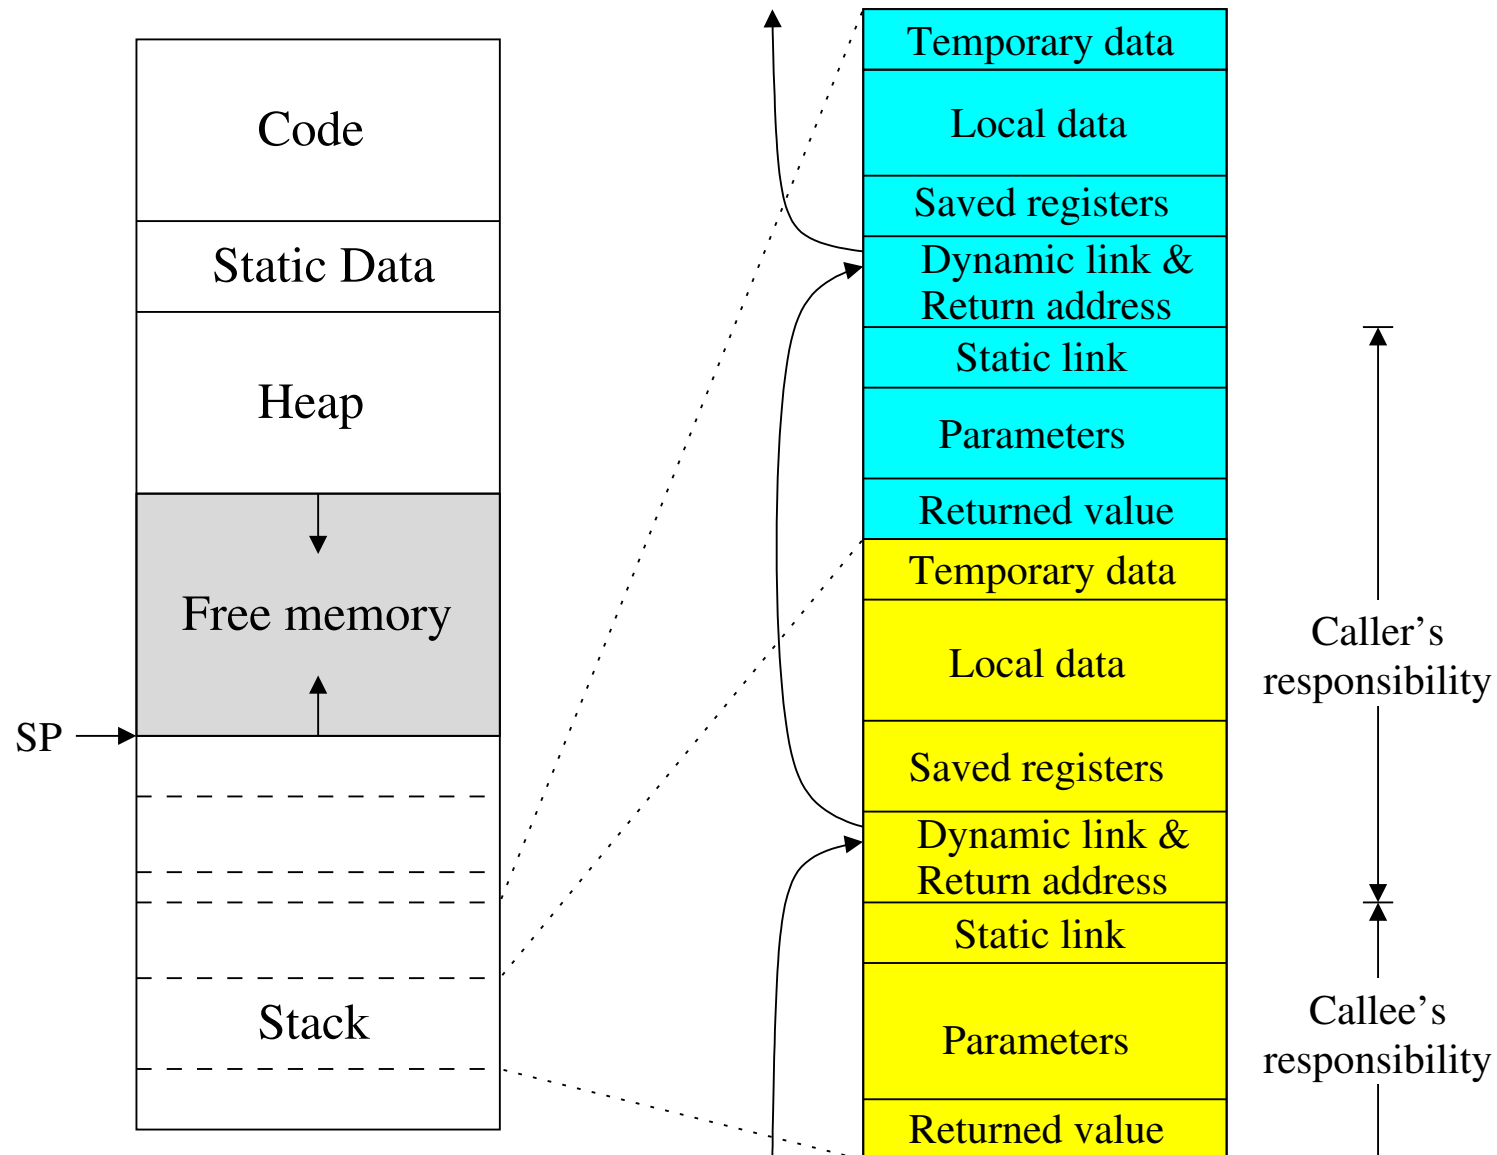 Code
Static Data
Heap
Free memory
SP
Stack
Temporary data
Local data
Saved registers
Dynamic link &
Return address
Static link
Parameters
Returned value
Temporary data
Local data
Saved registers
Dynamic link &
Return address
Static link
Parameters
Returned value
Caller’s
responsibility
Callee’s
responsibility